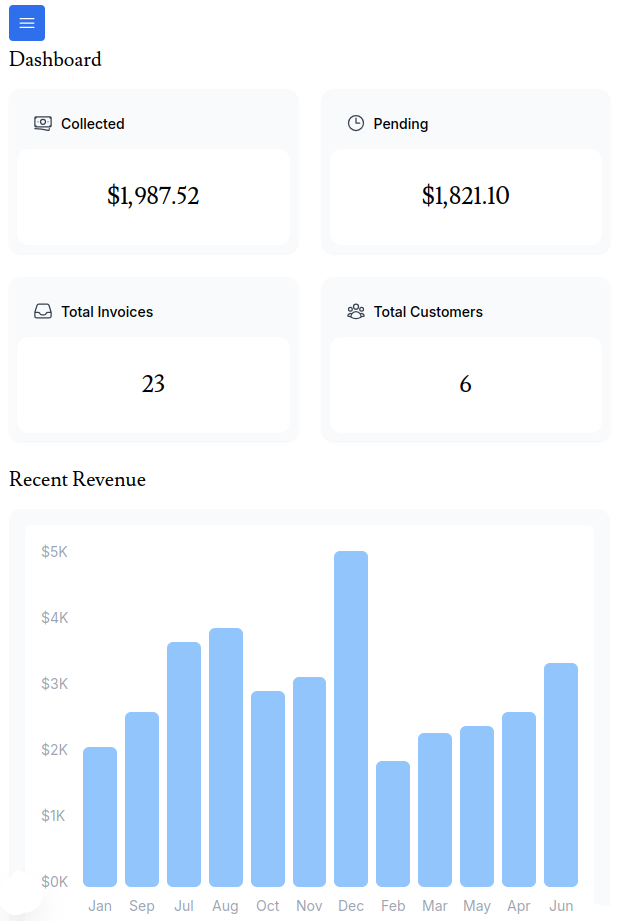 Dashboard
Collected
Pending
$1,987.52
$1,821.10
Total Invoices
Total Customers
23
6
Recent Revenue
$5K
$4K
$3K
$2K
$1K
$0K
Jan Sep Jul Aug Oct Nov Dec Feb Mar May Apr Jun